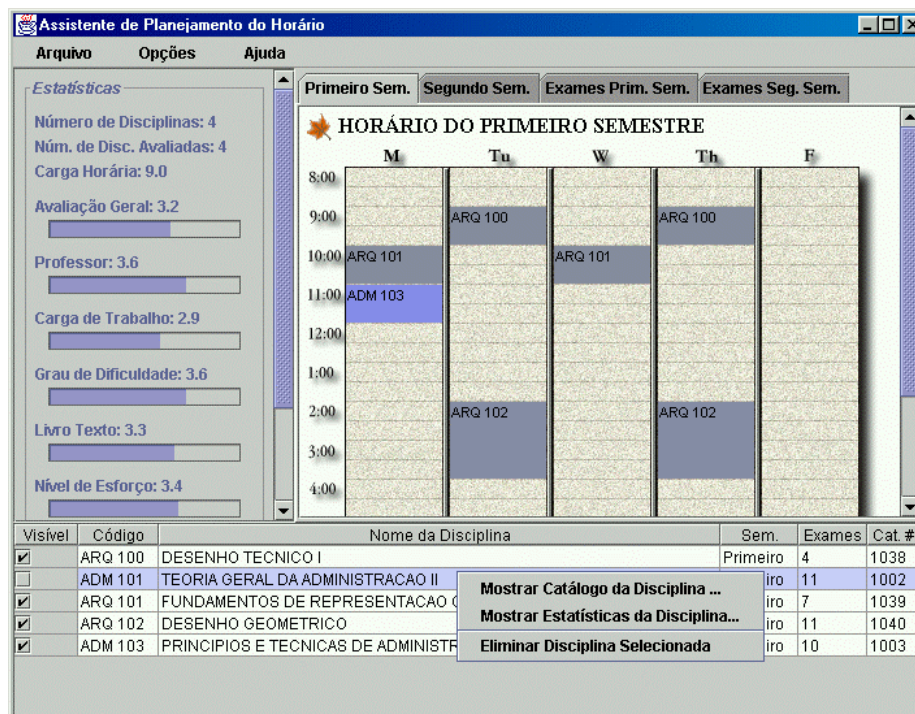 Assistente de Planejamento do Horário
Arquivo Opções Ajuda
Estatísticas
Número de Disciplinas: 4
Núm. de Disc. Avaliadas: 4
Carga Horária: 9.0
Avaliação Geral: 3.2
Professor: 3.6
Carga de Trabalho: 2.9
Grau de Dificuldade: 3.6
Livro Texto: 3.3
Nível de Esforço: 3.4
Primeiro Sem. Segundo Sem. Exames Prim. Sem. Exames Seg. Sem.
HORÁRIO DO PRIMEIRO SEMESTRE
M Tu W Th F
8:00
9:00 ARQ 100 ARQ 100
10:00 ARQ 101 ARQ 101
11:00 ADM 103
12:00
1:00
2:00 ARQ 102 ARQ 102
3:00
4:00
Visível Código Nome da Disciplina Sem. Exames Cat. #
ARQ 100 DESENHO TECNICO I Primeiro 4 1038
ADM 101 TEORIA GERAL DA ADMINISTRACAO II iro 11 1002
ARQ 101 FUNDAMENTOS DE REPRESENTACAO iro 7 1039
ARQ 102 DESENHO GEOMETRICO iro 11 1040
ADM 103 PRINCIPIOS E TECNICAS DE ADMINISTR iro 10 1003
Mostrar Catálogo da Disciplina ...
Mostrar Estatísticas da Disciplina...
Eliminar Disciplina Selecionada